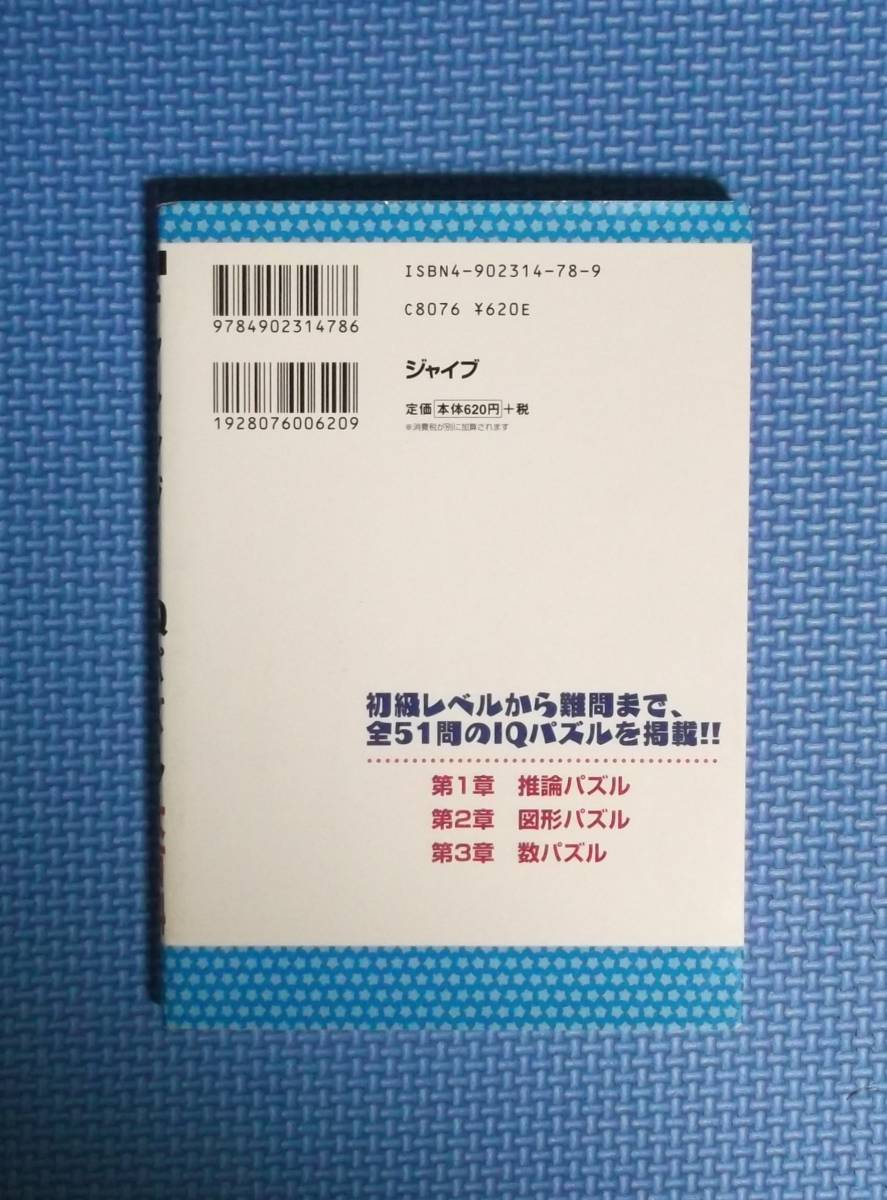 ISBN4-902314-78-9
9784902314786
C8076 ¥620E
ジャイブ
1928076006209
定価 本体620円 +税
※消費税が別に加算されます
初級レベルから難問まで、
全51問のIQパズルを掲載!!
第1章 推論パズル
第2章 図形パズル
第3章 数パズル